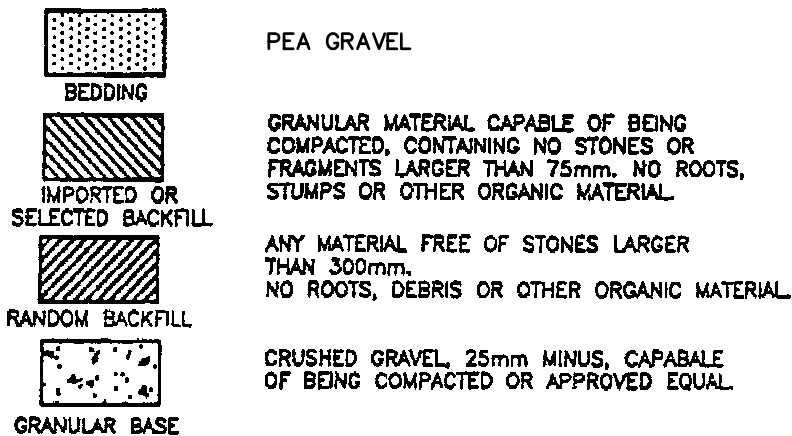 PEA GRAVEL
BEDDING
GRANULAR MATERIAL CAPABLE OF BEING
COMPACTED, CONTAINING NO STONES OR
FRAGMENTS LARGER THAN 75mm. NO ROOTS,
STUMPS OR OTHER ORGANIC MATERIAL
IMPORTED OR
SELECTED BACKFILL
ANY MATERIAL FREE OF STONES LARGER
THAN 300mm.
NO ROOTS, DEBRIS OR OTHER ORGANIC MATERIAL
RANDOM BACKFILL
CRUSHED GRAVEL, 25mm MINUS, CAPABALE
OF BEING COMPACTED OR APPROVED EQUAL
GRANULAR BASE